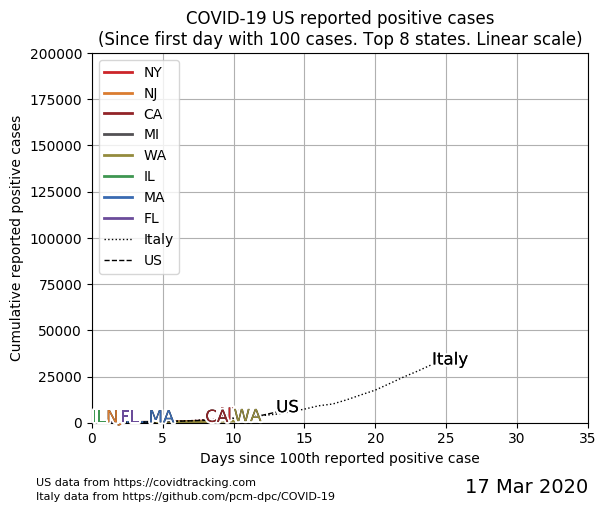 COVID-19 US reported positive cases
(Since first day with 100 cases. Top 8 states. Linear scale)
Cumulative reported positive cases
200000
175000
150000
125000
100000
75000
50000
25000
0
NY
NJ
CA
MI
WA
IL
MA
FL
Italy
US
Italy
US
IL
FL
MA
CA
WA
0 5 10 15 20 25 30 35
Days since 100th reported positive case
US data from https://covidtracking.com
Italy data from https://github.com/pcm-dpc/COVID-19
17 Mar 2020